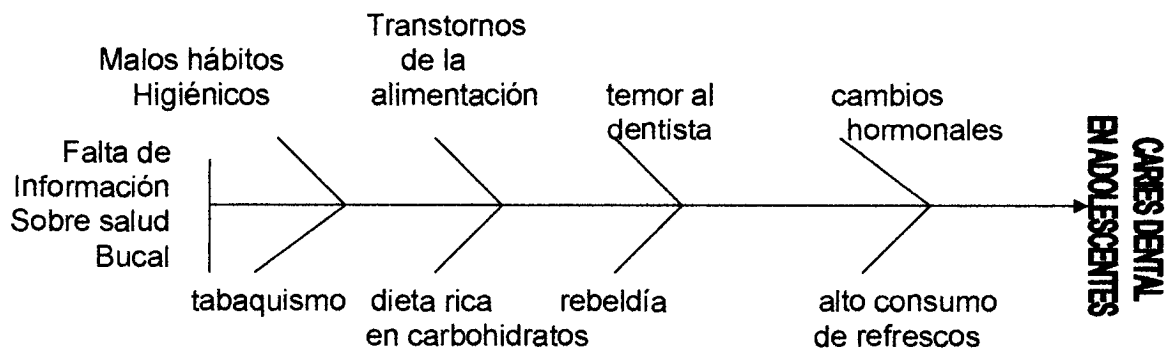 Malos hábitos
Higiénicos
Transtornos
de la
alimentación
temor al
dentista
cambios
hormonales
Falta de
Información
Sobre salud
Bucal
tabaquismo
dieta rica
en carbohidratos
rebeldía
alto consumo
de refrescos
CARIES DENTAL
EN ADOLESCENTES